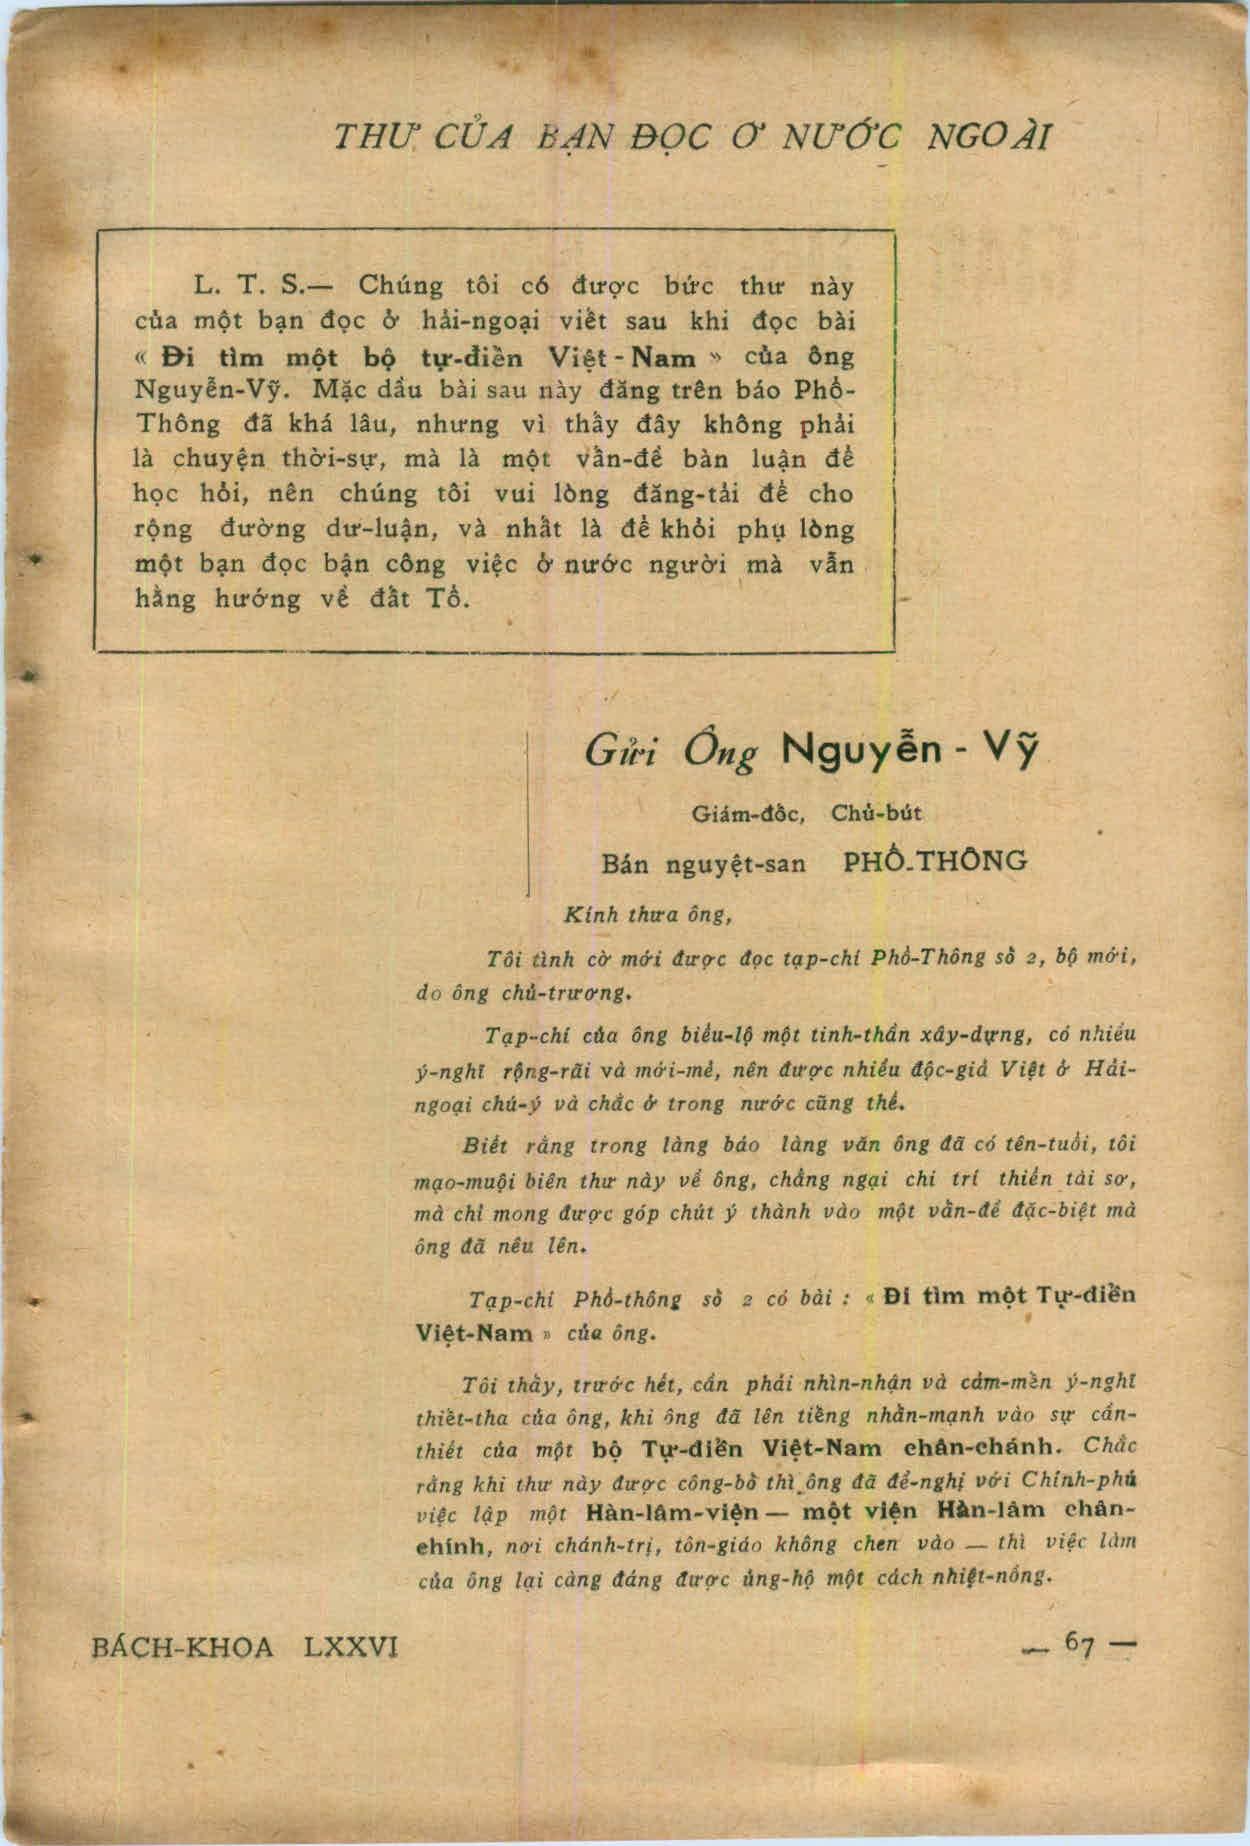 THƯ CỦA BẠN ĐỌC Ơ NƯỚC NGOÀI
L. T. S.— Chúng tôi có được bức thư này
của một bạn đọc ở hải-ngoại viết sau khi đọc bài
« Đi tìm một bộ tự-điển Việt - Nam » của ông
Nguyễn-Vỹ. Mặc dầu bài sau này đăng trên báo Phổ-
Thông đã khá lâu, nhưng vì thấy đây không phải
là chuyện thời-sự, mà là một vấn-đề bàn luận để
học hỏi, nên chúng tôi vui lòng đăng-tải để cho
rộng đường dư-luận, và nhất là để khỏi phụ lòng
một bạn đọc bận công việc ở nước người mà vẫn
hằng hướng về đất Tổ.
Gửi Ông Nguyễn - Vỹ
Giám-đốc, Chủ-bút
Bán nguyệt-san PHỔ-THÔNG
Kính thưa ông,
Tôi tình cờ mới được đọc tạp-chí Phổ-Thông số 2, bộ mới,
do ông chủ-trương.
Tạp-chí của ông biểu-lộ một tinh-thần xây-dựng, có nhiều
ý-nghĩ rộng-rãi và mới-mẻ, nên được nhiều độc-giả Việt ở Hải-
ngoại chú-ý và chắc ở trong nước cũng thế.
Biết rằng trong làng báo làng văn ông đã có tên-tuổi, tôi
mạo-muội biên thư này về ông, chẳng ngại chi trí thiển tài sơ,
mà chỉ mong được góp chút ý thành vào một vấn-đề đặc-biệt mà
ông đã nêu lên.
Tạp-chí Phổ-thông số 2 có bài : « Đi tìm một Tự-điển
Việt-Nam » của ông.
Tôi thấy, trước hết, cần phải nhìn-nhận và cảm-mến ý-nghĩ
thiết-tha của ông, khi ông đã lên tiếng nhấn-mạnh vào sự cần-
thiết của một bộ Tự-điển Việt-Nam chân-chánh. Chắc
rằng khi thư này được công-bố thì ông đã đề-nghị với Chính-phủ
việc lập một Hàn-lâm-viện — một viện Hàn-lâm chân-
chính, nơi chánh-trị, tôn-giáo không chen vào — thì việc làm
của ông lại càng đáng được ủng-hộ một cách nhiệt-nồng.
BÁCH-KHOA LXXVI
— 67 —